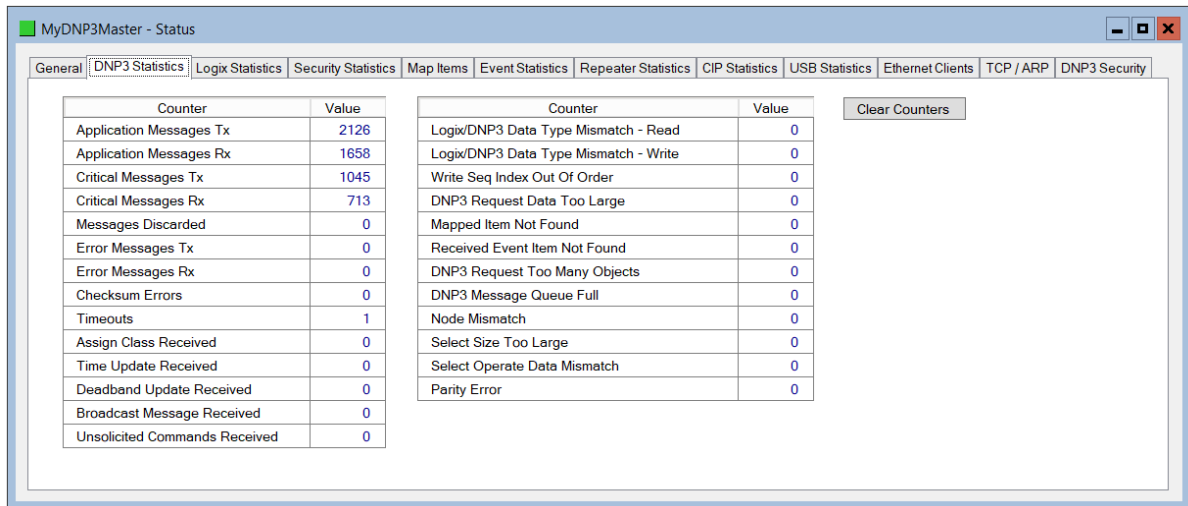 MyDNP3Master - Status
General DNP3 Statistics Logix Statistics Security Statistics Map Items Event Statistics Repeater Statistics CIP Statistics USB Statistics Ethernet Clients TCP / ARP DNP3 Security
Counter Value
Application Messages Tx 2126
Application Messages Rx 1658
Critical Messages Tx 1045
Critical Messages Rx 713
Messages Discarded 0
Error Messages Tx 0
Error Messages Rx 0
Checksum Errors 0
Timeouts 1
Assign Class Received 0
Time Update Received 0
Deadband Update Received 0
Broadcast Message Received 0
Unsolicited Commands Received 0
Counter Value
Logix/DNP3 Data Type Mismatch - Read 0
Logix/DNP3 Data Type Mismatch - Write 0
Write Seq Index Out Of Order 0
DNP3 Request Data Too Large 0
Mapped Item Not Found 0
Received Event Item Not Found 0
DNP3 Request Too Many Objects 0
DNP3 Message Queue Full 0
Node Mismatch 0
Select Size Too Large 0
Select Operate Data Mismatch 0
Parity Error 0
Clear Counters